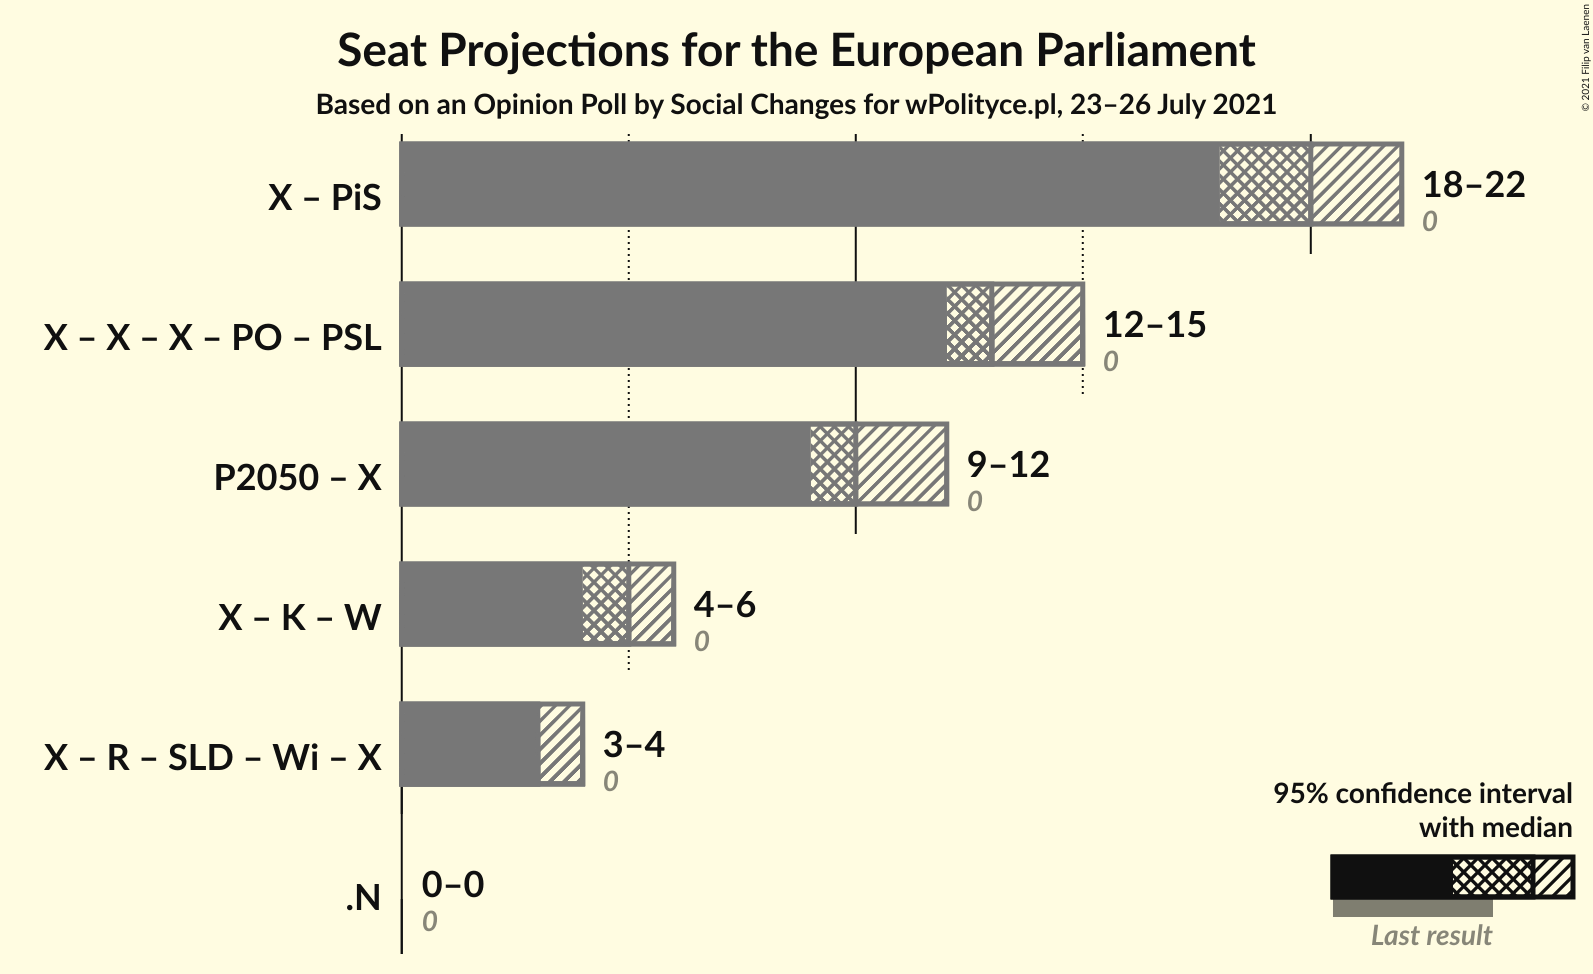 Seat Projections for the European Parliament
Based on an Opinion Poll by Social Changes for wPolityce.pl, 23–26 July 2021
© 2021 Filip van Laenen
X – PiS
18–22
0
X – X – X – PO – PSL
12–15
0
P2050 – X
9–12
0
X – K – W
4–6
0
X – R – SLD – Wi – X
3–4
0
.N
0–0
0
95% confidence interval
with median
Last result